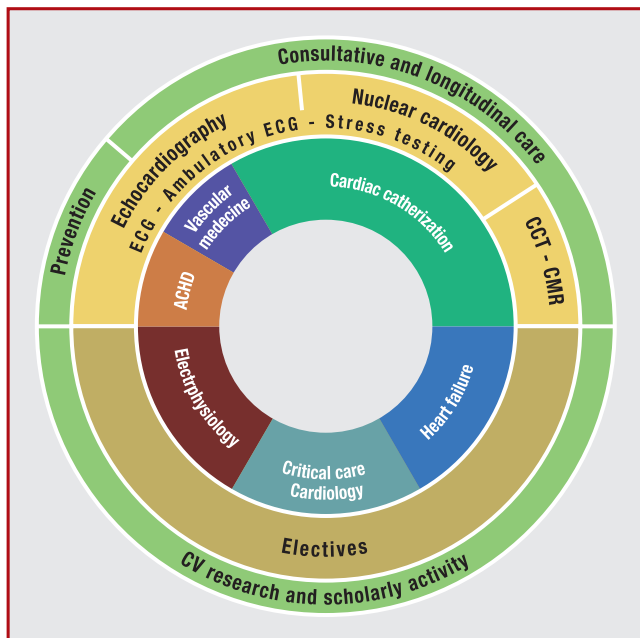 Consultative and longitudinal care
Prevention
Echocardiography
Nuclear cardiology
ECG - Ambulatory ECG - Stress testing
CCT - CMR
Vascular
medecine
Cardiac catherization
ACHD
Electrphysiology
Critical care
Cardiology
Heart failure
Electives
CV research and scholarly activity